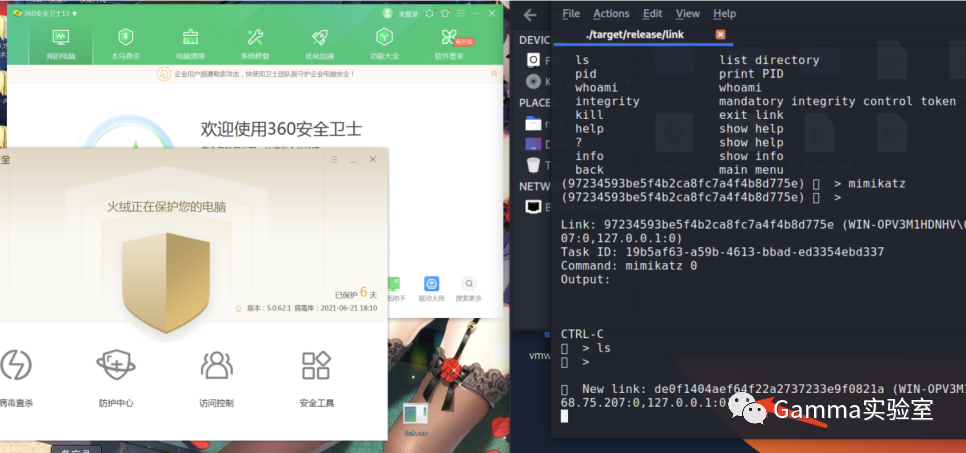 360安全卫士13
未登录
我的电脑
木马查杀
电脑清理
系统修复
优化加速
功能大全
软件管家
有升级
企业用户频遭勒索攻击,快使用卫士团队版守护企业电脑安全!
欢迎使用360安全卫士
驱动大师
搜索更多
全
火绒正在保护您的电脑
已保护 6 天
版本:5.0.62.1 病毒库:2021-06-21 18:10
病毒查杀
防护中心
访问控制
安全工具
link.exe
File Actions Edit View Help
./target/release/link
DEVIC
PLACE
NETW
vmw
ls list directory
pid print PID
whoami whoami
integrity mandatory integrity control token
kill exit link
help show help
? show help
info show info
back main menu
(97234593be5f4b2ca8fc7a4f4b8d775e) > mimikatz
(97234593be5f4b2ca8fc7a4f4b8d775e) >
Link: 97234593be5f4b2ca8fc7a4f4b8d775e (WIN-OPV3M1HDNHV\
07:0,127.0.0.1:0)
Task ID: 19b5af63-a59b-4613-bbad-ed3354ebd337
Command: mimikatz 0
Output:
CTRL-C
> ls
>
New link: de0f1404aef64f22a2737233e9f0821a (WIN-OPV3M
68.75.207:0,127.0.0.1:0
Gamma实验室